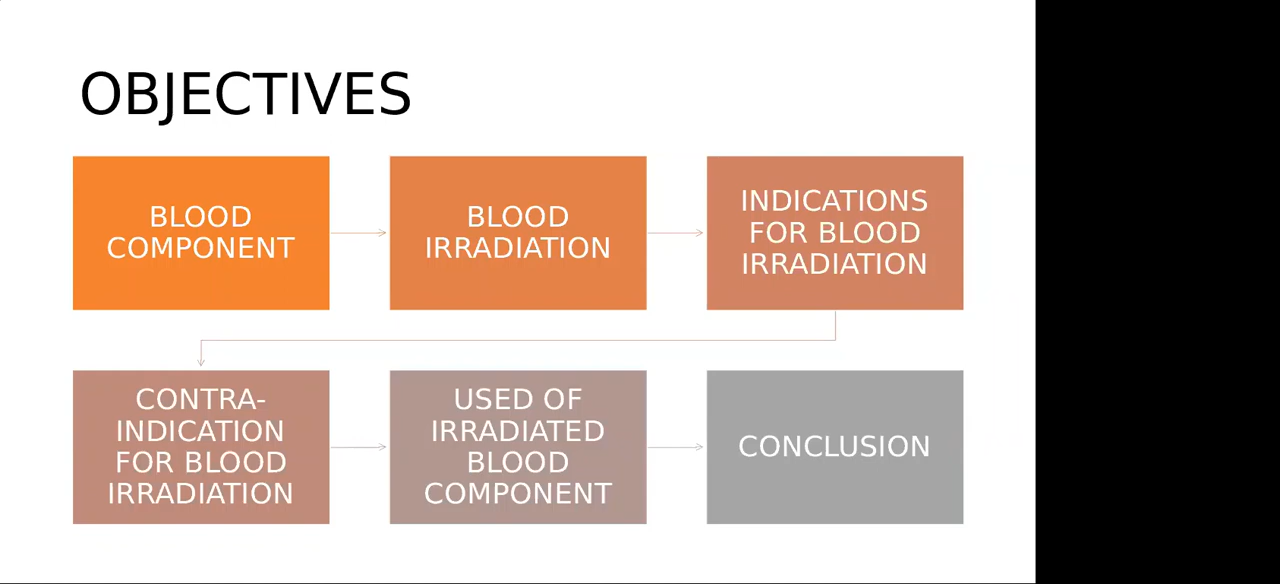 OBJECTIVES
BLOOD
COMPONENT
BLOOD
IRRADIATION
INDICATIONS
FOR BLOOD
IRRADIATION
CONTRA-
INDICATION
FOR BLOOD
IRRADIATION
USED OF
IRRADIATED
BLOOD
COMPONENT
CONCLUSION